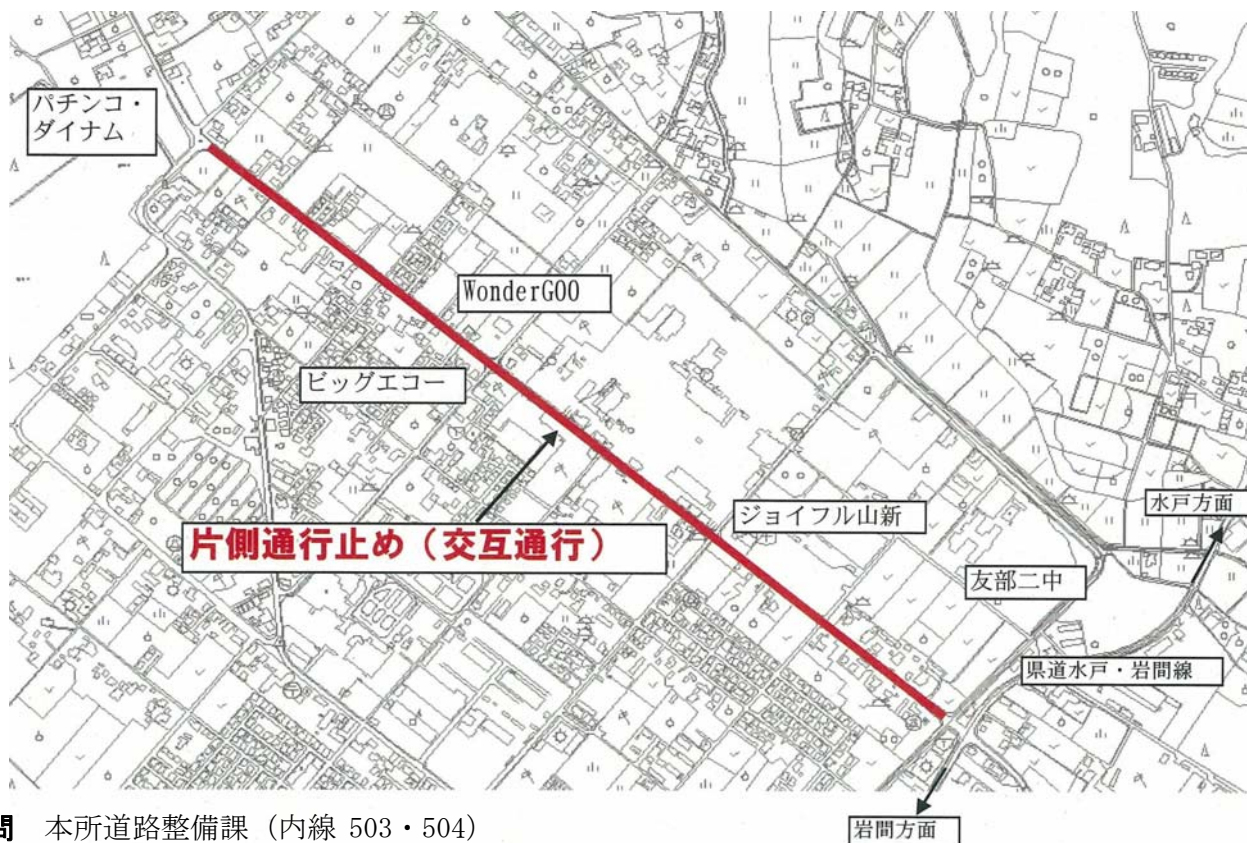 パチンコ・
ダイナム
WonderGOO
ビッグエコー
片側通行止め（交互通行）
ジョイフル山新
水戸方面
友部二中
県道水戸・岩間線
岩間方面
問 本所道路整備課（内線 503・504）